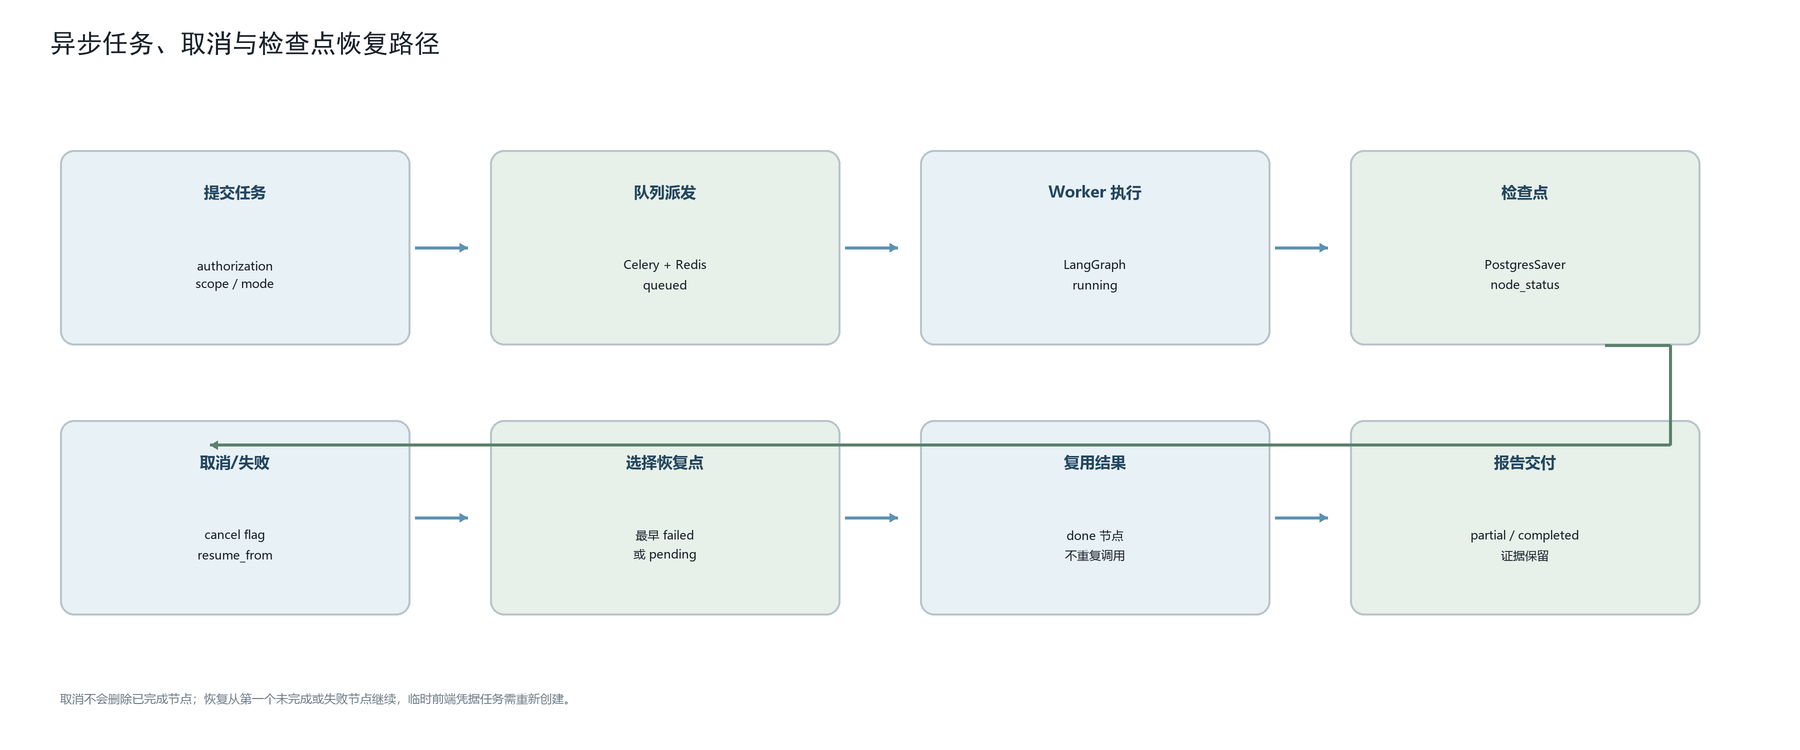 异步任务、取消与检查点恢复路径
提交任务
authorization
scope / mode
队列派发
Celery + Redis
queued
Worker 执行
LangGraph
running
检查点
PostgresSaver
node_status
取消/失败
cancel flag
resume_from
选择恢复点
最早 failed
或 pending
复用结果
done 节点
不重复调用
报告交付
partial / completed
证据保留
取消不会删除已完成节点；恢复从第一个未完成或失败节点继续，临时前端凭据任务需重新创建。